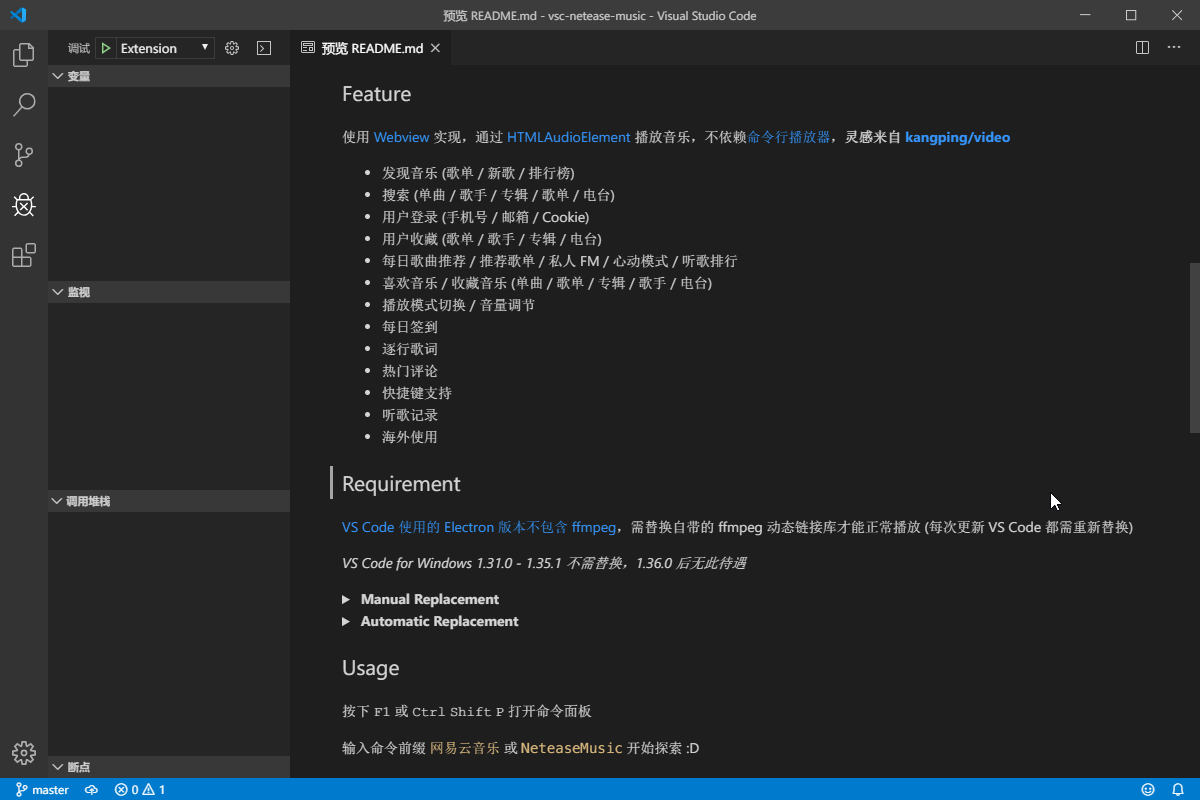 预览 README.md - vsc-netease-music - Visual Studio Code
调试 Extension
预览 README.md
变量
监视
调用堆栈
断点
Feature
使用 Webview 实现，通过 HTMLAudioElement 播放音乐，不依赖命令行播放器，灵感来自 kangping/video
发现音乐 (歌单 / 新歌 / 排行榜)
搜索 (单曲 / 歌手 / 专辑 / 歌单 / 电台)
用户登录 (手机号 / 邮箱 / Cookie)
用户收藏 (歌单 / 歌手 / 专辑 / 电台)
每日歌曲推荐 / 推荐歌单 / 私人 FM / 心动模式 / 听歌排行
喜欢音乐 / 收藏音乐 (单曲 / 歌单 / 专辑 / 歌手 / 电台)
播放模式切换 / 音量调节
每日签到
逐行歌词
热门评论
快捷键支持
听歌记录
海外使用
Requirement
VS Code 使用的 Electron 版本不包含 ffmpeg，需替换自带的 ffmpeg 动态链接库才能正常播放 (每次更新 VS Code 都需重新替换)
VS Code for Windows 1.31.0 - 1.35.1 不需替换，1.36.0 后无此待遇
Manual Replacement
Automatic Replacement
Usage
按下 F1 或 Ctrl Shift P 打开命令面板
输入命令前缀 网易云音乐 或 NeteaseMusic 开始探索 :D
master 0 1